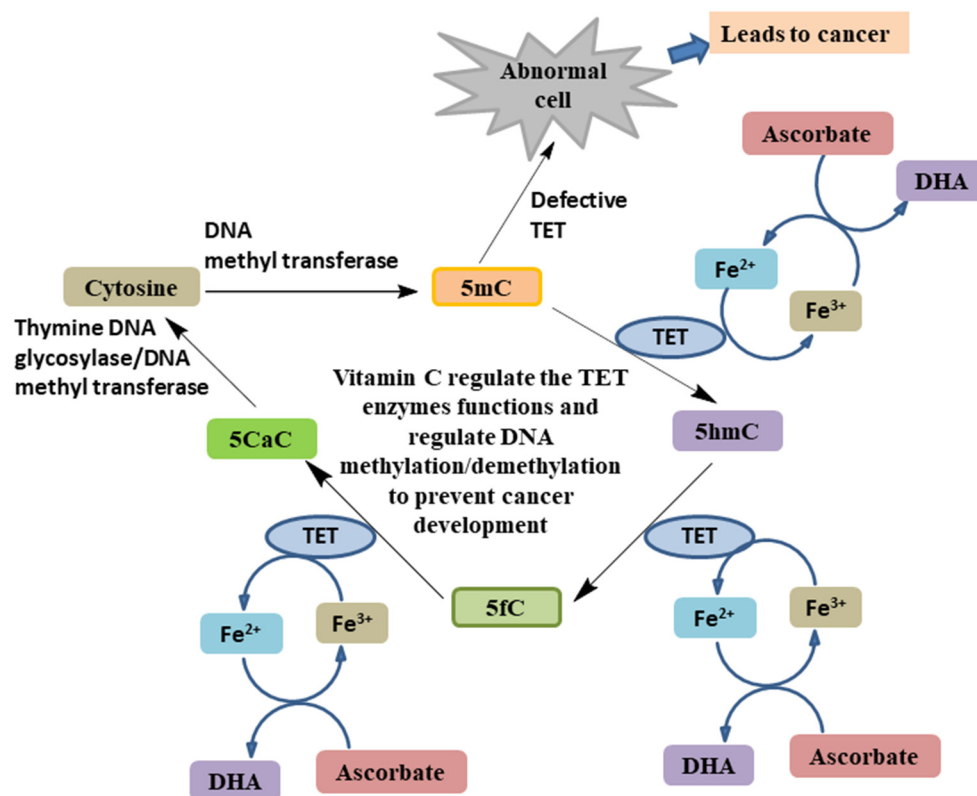 Leads to cancer
Abnormal
cell
Ascorbate
DHA
Defective
TET
DNA
methyl transferase
Fe²⁺
Cytosine
5mC
Fe³⁺
TET
Thymine DNA
glycosylase/DNA
methyl transferase
Vitamin C regulate the TET
enzymes functions and
regulate DNA
methylation/demethylation
to prevent cancer
development
5hmC
5CaC
TET
TET
5fC
Fe²⁺
Fe³⁺
Fe²⁺
Fe³⁺
DHA
Ascorbate
DHA
Ascorbate